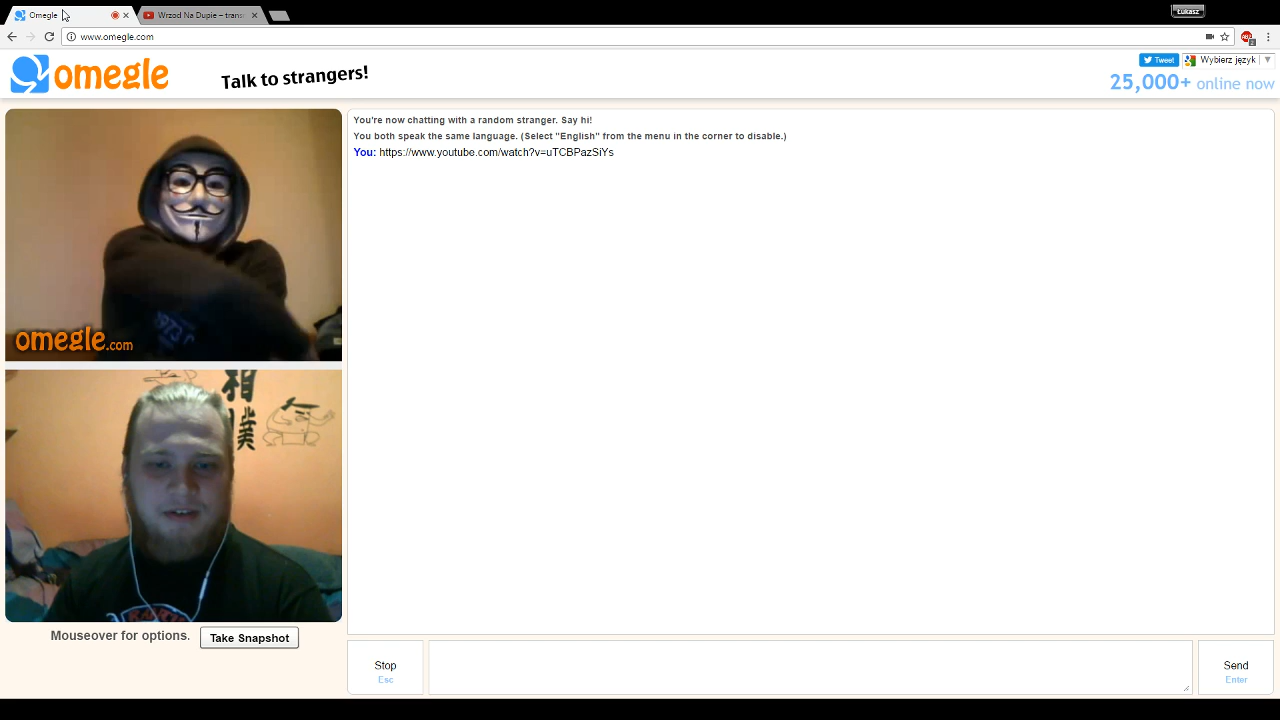 Omegle
Wrzod Na Dupie – trans
Łukasz
www.omegle.com
omegle
Talk to strangers!
Tweet
Wybierz język
25,000+ online now
You're now chatting with a random stranger. Say hi!
You both speak the same language. (Select "English" from the menu in the corner to disable.)
You: https://www.youtube.com/watch?v=uTCBPazSiYs
omegle.com
相
撲
Mouseover for options.
Take Snapshot
Stop
Esc
Send
Enter